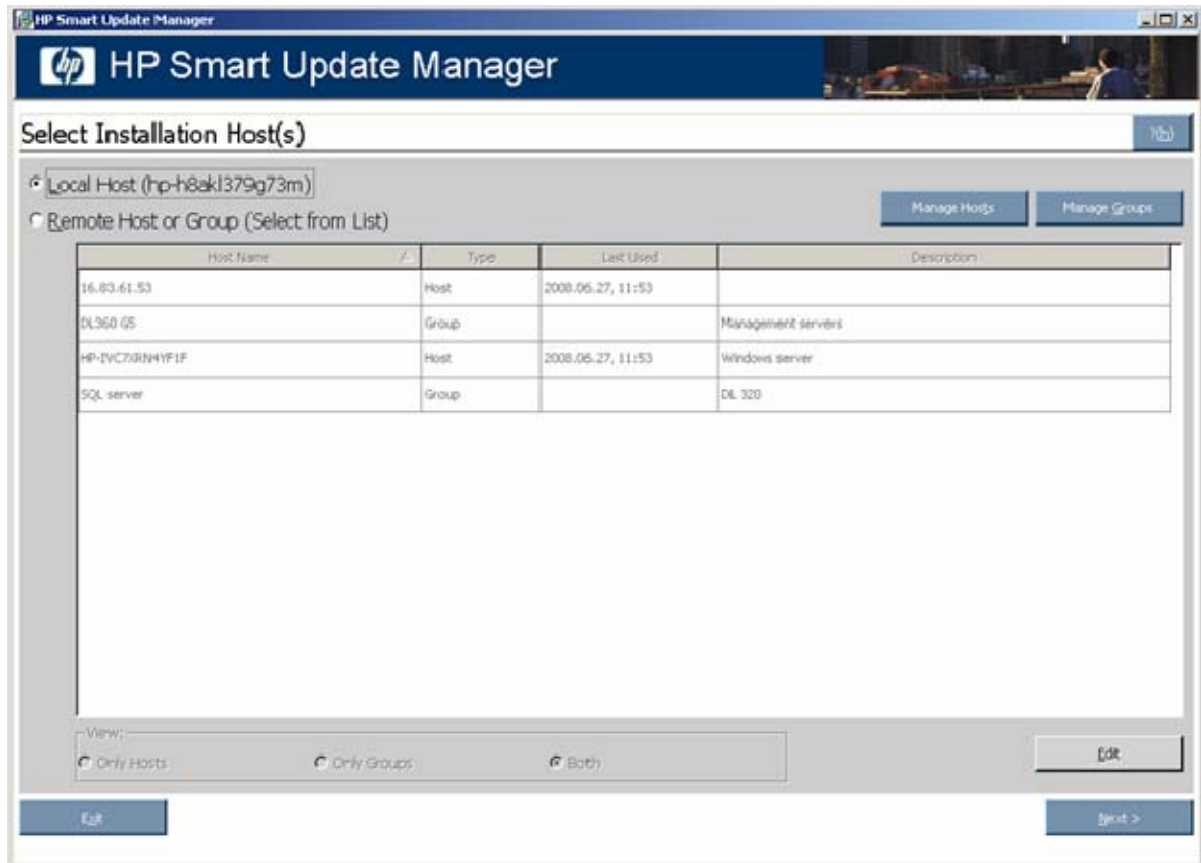 HP Smart Update Manager
hp HP Smart Update Manager
Select Installation Host(s)
Local Host (hp-h8akl379g73m)
Remote Host or Group (Select from List)
Manage Hosts Manage Groups
Host Name Type Last Used Description
16.83.61.53 Host 2008.06.27, 11:53
DL360 G5 Group Management servers
Host 2008.06.27, 11:53 Windows server
SQL server Group DL 320
View:
Only Hosts Only Groups Both
Edit
Exit Next >